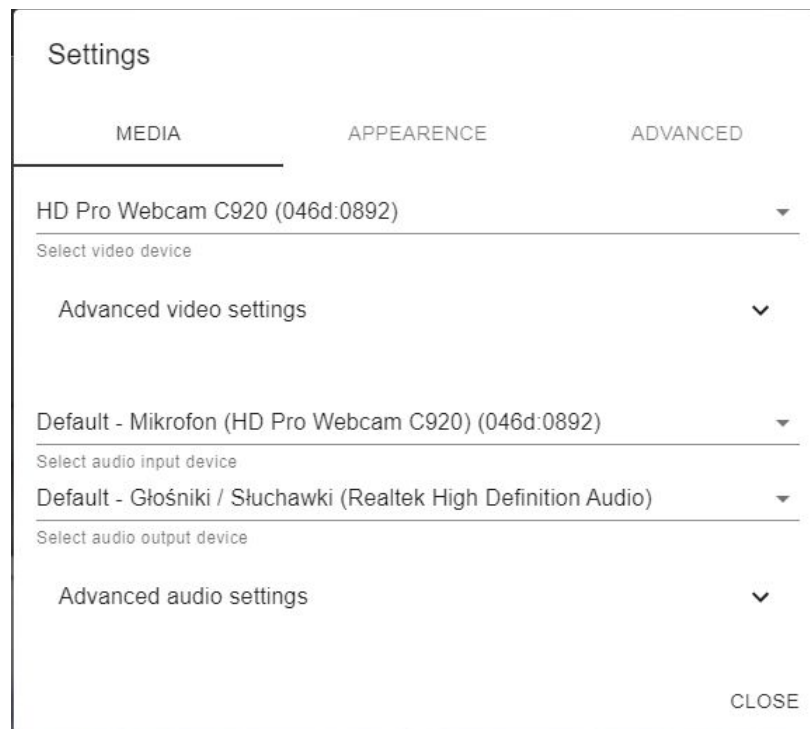 Settings
MEDIA APPEARENCE ADVANCED
HD Pro Webcam C920 (046d:0892)
Select video device
Advanced video settings
Default - Mikrofon (HD Pro Webcam C920) (046d:0892)
Select audio input device
Default - Głośniki / Słuchawki (Realtek High Definition Audio)
Select audio output device
Advanced audio settings
CLOSE